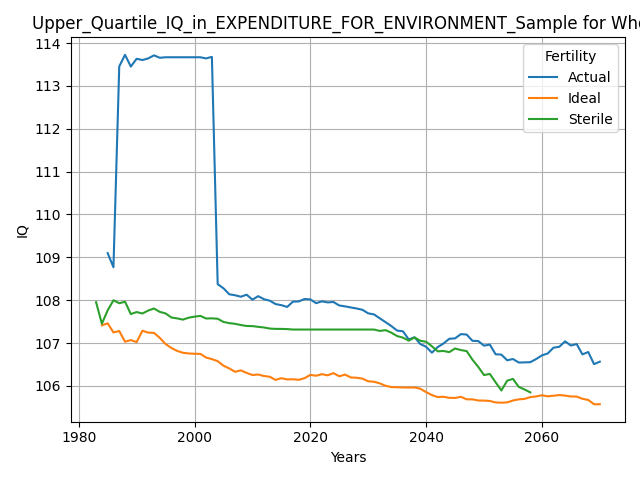 Upper_Quartile_IQ_in_EXPENDITURE_FOR_ENVIRONMENT_Sample for Who
114
113
112
111
110
109
108
107
106
IQ
Fertility
Actual
Ideal
Sterile
1980
2000
2020
2040
2060
Years